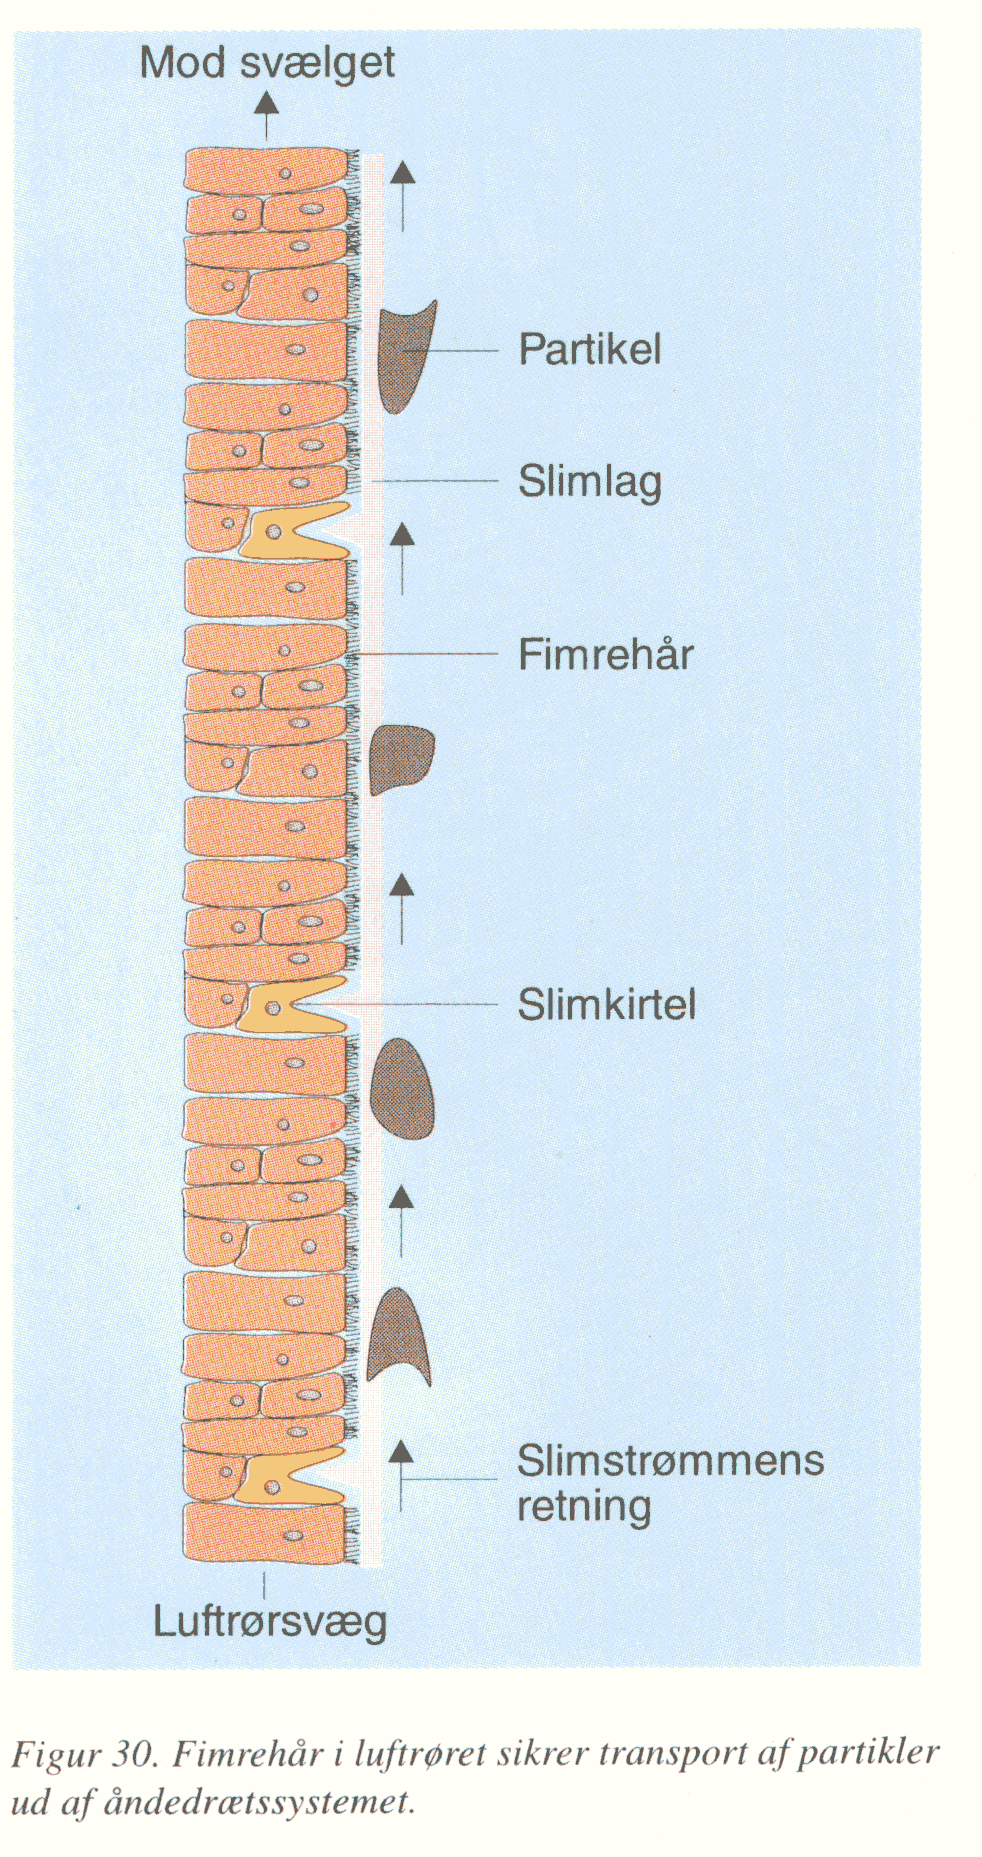 Mod svælget
Partikel
Slimlag
Fimrehår
Slimkirtel
Slimstrømmens
retning
Luftrørsvæg
Figur 30. Fimrehår i luftrøret sikrer transport af partikler
ud af åndedrætssystemet.